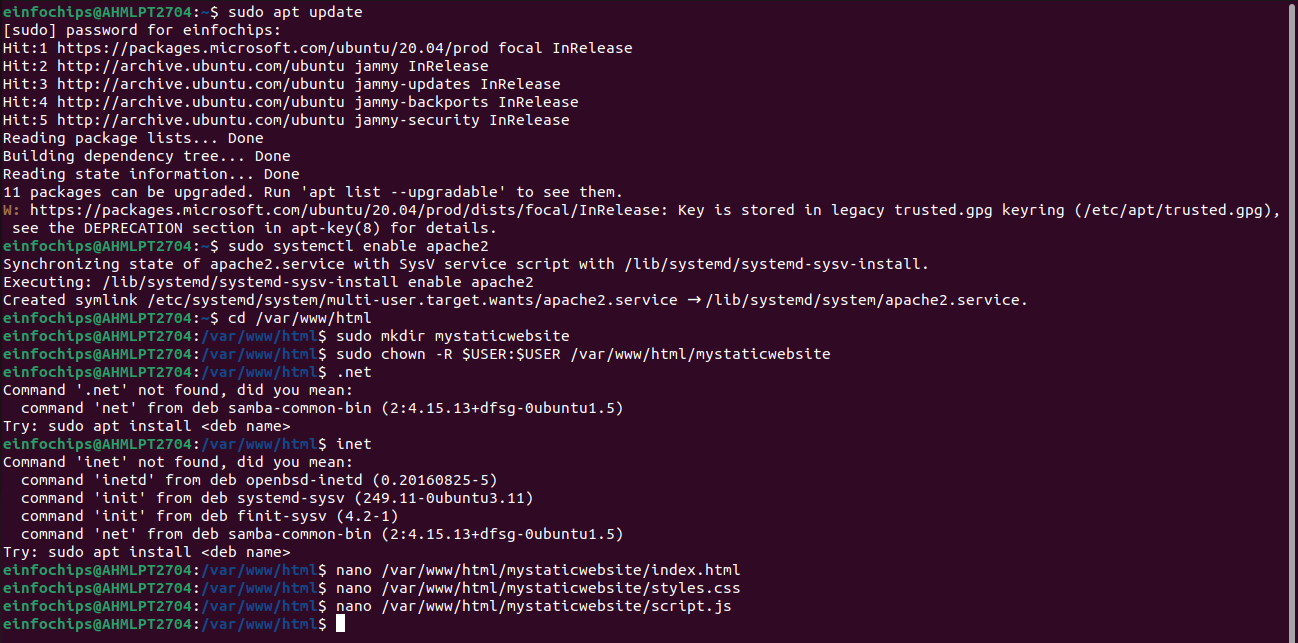 einfochips@AHMLPT2704:~$ sudo apt update
[sudo] password for einfochips:
Hit:1 https://packages.microsoft.com/ubuntu/20.04/prod focal InRelease
Hit:2 http://archive.ubuntu.com/ubuntu jammy InRelease
Hit:3 http://archive.ubuntu.com/ubuntu jammy-updates InRelease
Hit:4 http://archive.ubuntu.com/ubuntu jammy-backports InRelease
Hit:5 http://archive.ubuntu.com/ubuntu jammy-security InRelease
Reading package lists... Done
Building dependency tree... Done
Reading state information... Done
11 packages can be upgraded. Run 'apt list --upgradable' to see them.
W: https://packages.microsoft.com/ubuntu/20.04/prod/dists/focal/InRelease: Key is stored in legacy trusted.gpg keyring (/etc/apt/trusted.gpg),
 see the DEPRECATION section in apt-key(8) for details.
einfochips@AHMLPT2704:~$ sudo systemctl enable apache2
Synchronizing state of apache2.service with SysV service script with /lib/systemd/systemd-sysv-install.
Executing: /lib/systemd/systemd-sysv-install enable apache2
Created symlink /etc/systemd/system/multi-user.target.wants/apache2.service → /lib/systemd/system/apache2.service.
einfochips@AHMLPT2704:~$ cd /var/www/html
einfochips@AHMLPT2704:/var/www/html$ sudo mkdir mystaticwebsite
einfochips@AHMLPT2704:/var/www/html$ sudo chown -R $USER:$USER /var/www/html/mystaticwebsite
einfochips@AHMLPT2704:/var/www/html$ .net
Command '.net' not found, did you mean:
  command 'net' from deb samba-common-bin (2:4.15.13+dfsg-0ubuntu1.5)
Try: sudo apt install <deb name>
einfochips@AHMLPT2704:/var/www/html$ inet
Command 'inet' not found, did you mean:
  command 'inetd' from deb openbsd-inetd (0.20160825-5)
  command 'init' from deb systemd-sysv (249.11-0ubuntu3.11)
  command 'init' from deb finit-sysv (4.2-1)
  command 'net' from deb samba-common-bin (2:4.15.13+dfsg-0ubuntu1.5)
Try: sudo apt install <deb name>
einfochips@AHMLPT2704:/var/www/html$ nano /var/www/html/mystaticwebsite/index.html
einfochips@AHMLPT2704:/var/www/html$ nano /var/www/html/mystaticwebsite/styles.css
einfochips@AHMLPT2704:/var/www/html$ nano /var/www/html/mystaticwebsite/script.js
einfochips@AHMLPT2704:/var/www/html$